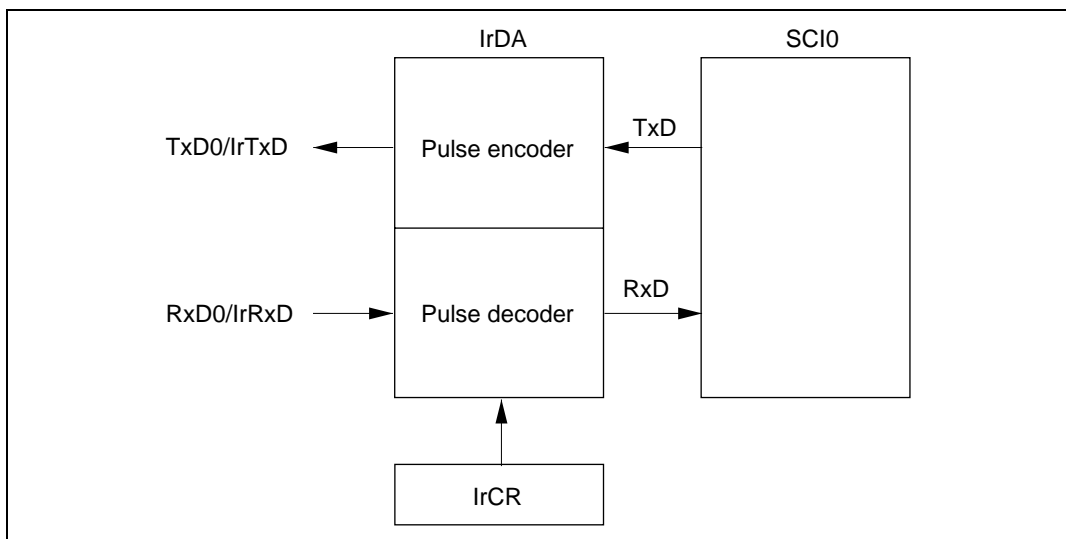 IrDA
SCI0
TxD0/IrTxD
Pulse encoder
TxD
RxD0/IrRxD
Pulse decoder
RxD
IrCR